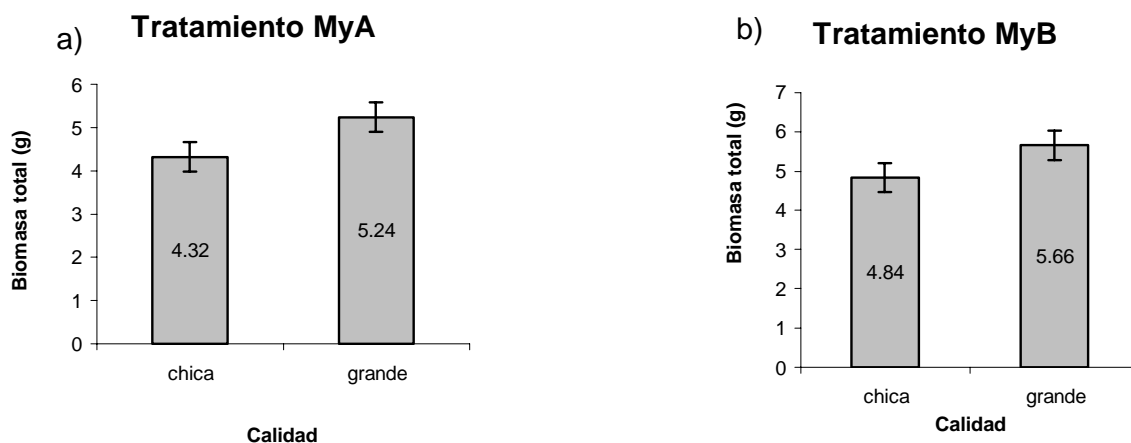 a)
Tratamiento MyA
Biomasa total (g)
6
5
4
3
2
1
0
4.32
5.24
chica
grande
Calidad
b)
Tratamiento MyB
Biomasa total (g)
7
6
5
4
3
2
1
0
4.84
5.66
chica
grande
Calidad